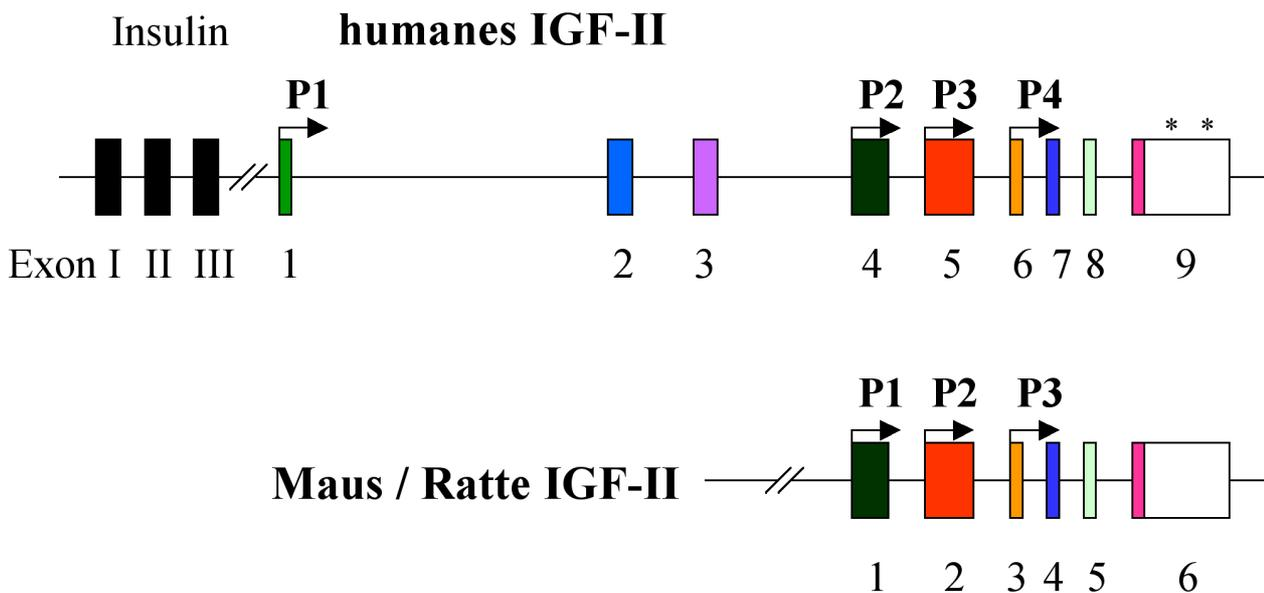 Insulin humanes IGF-II
P1 P2 P3 P4
* *
Exon I II III 1 2 3 4 5 6 7 8 9
P1 P2 P3
Maus / Ratte IGF-II
1 2 3 4 5 6